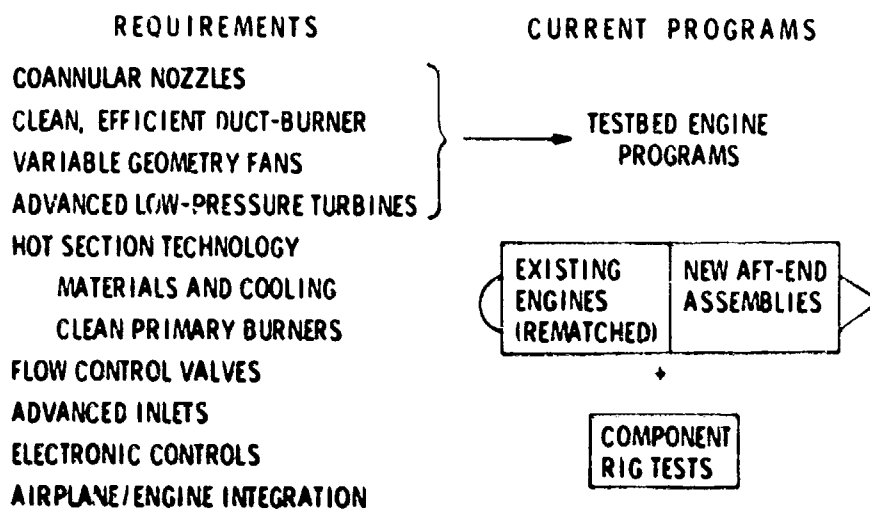 REQUIREMENTS
COANNULAR NOZZLES
CLEAN, EFFICIENT DUCT-BURNER
VARIABLE GEOMETRY FANS
ADVANCED LOW-PRESSURE TURBINES
HOT SECTION TECHNOLOGY
MATERIALS AND COOLING
CLEAN PRIMARY BURNERS
FLOW CONTROL VALVES
ADVANCED INLETS
ELECTRONIC CONTROLS
AIRPLANE/ENGINE INTEGRATION
CURRENT PROGRAMS
TESTBED ENGINE
PROGRAMS
EXISTING
ENGINES
(REMATCHED)
NEW AFT-END
ASSEMBLIES
+
COMPONENT
RIG TESTS